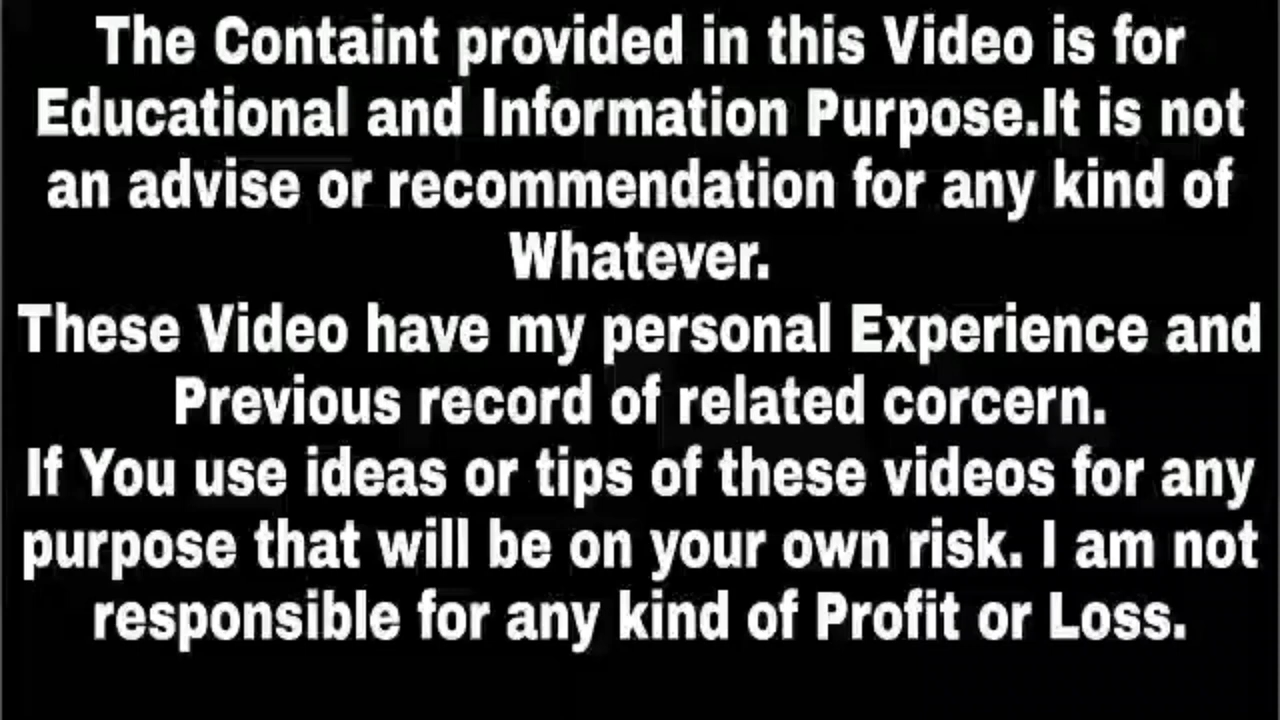 The Containt provided in this Video is for
Educational and Information Purpose.It is not
an advise or recommendation for any kind of
Whatever.
These Video have my personal Experience and
Previous record of related corcern.
If You use ideas or tips of these videos for any
purpose that will be on your own risk. I am not
responsible for any kind of Profit or Loss.